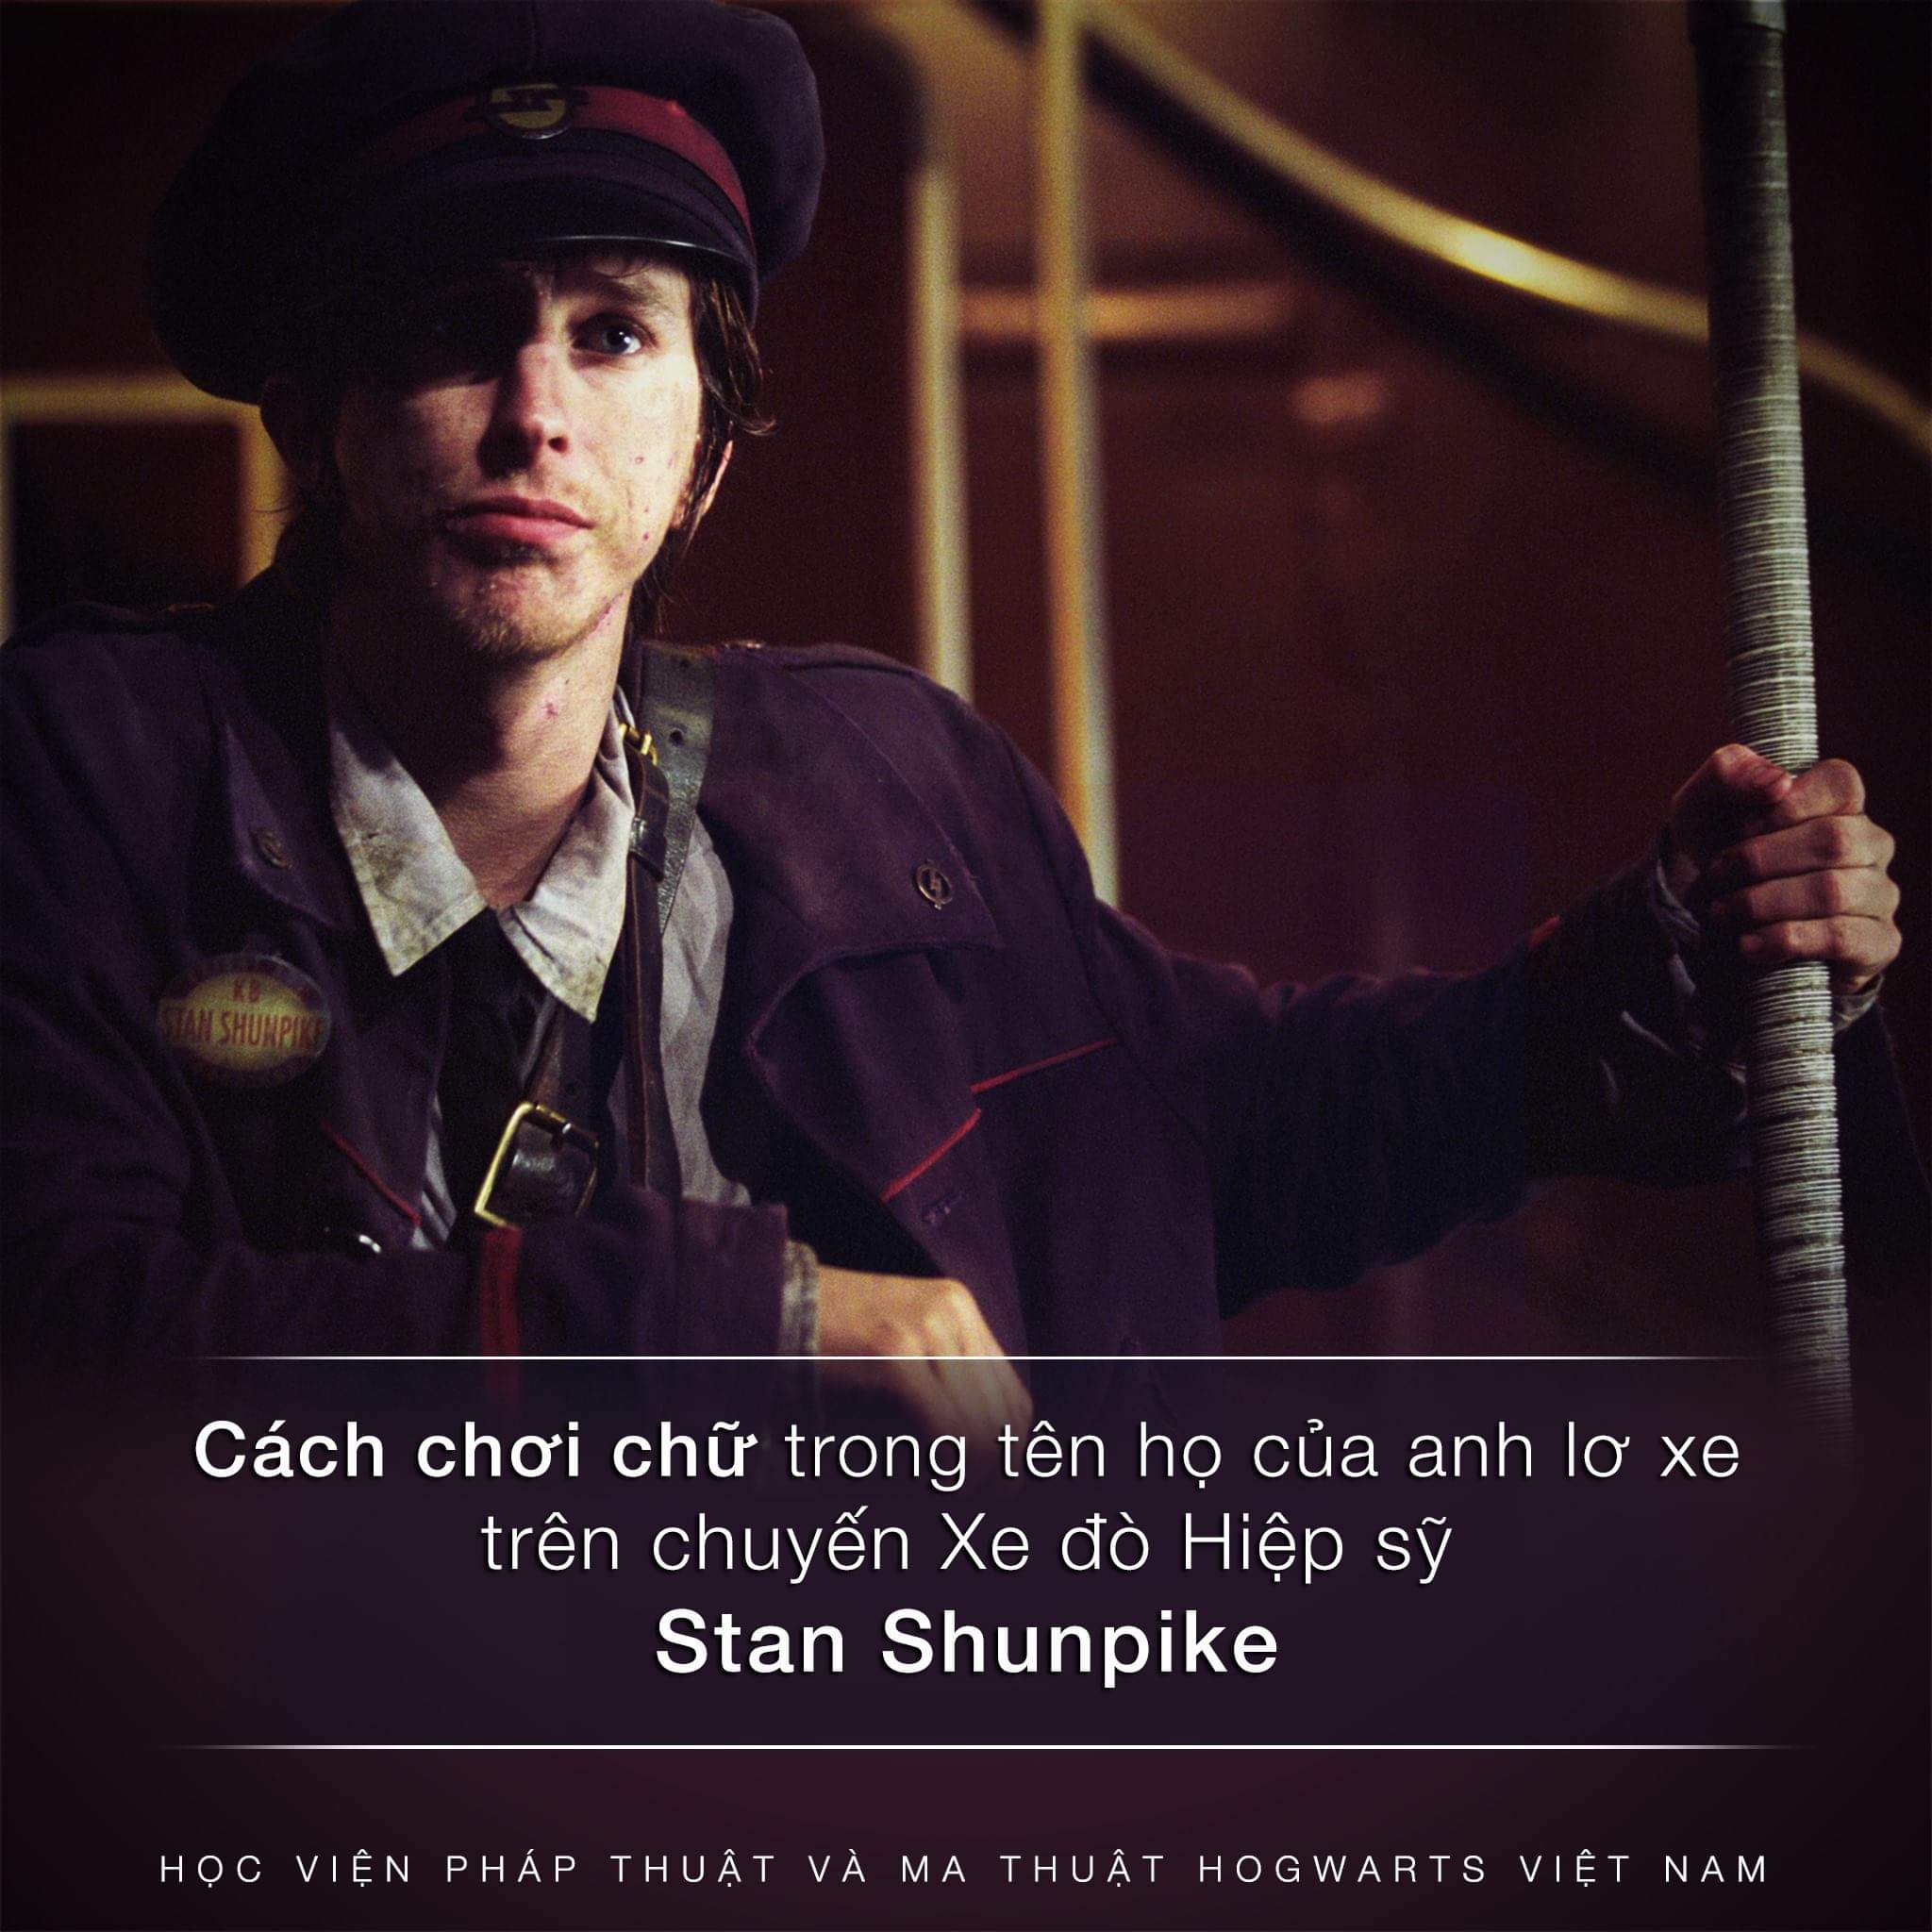 KB
STAN SHUNPIKE
Cách chơi chữ trong tên họ của anh lơ xe
trên chuyến Xe đò Hiệp sỹ
Stan Shunpike
HỌC VIỆN PHÁP THUẬT VÀ MA THUẬT HOGWARTS VIỆT NAM